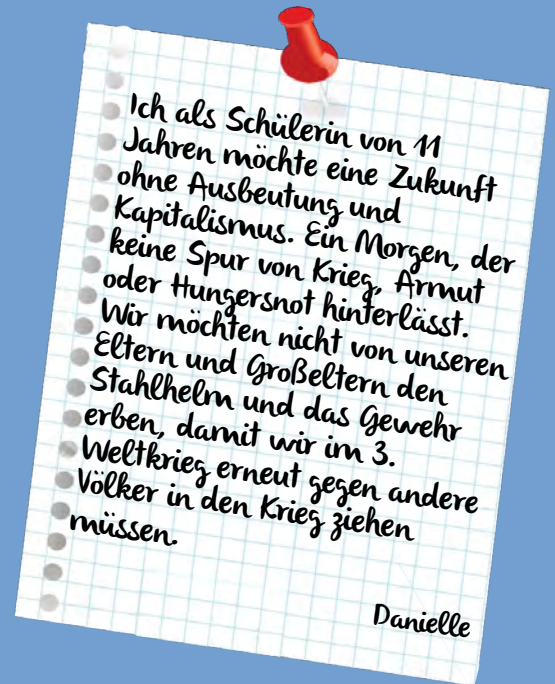 Ich als Schülerin von 11
Jahren möchte eine Zukunft
ohne Ausbeutung und
Kapitalismus. Ein Morgen, der
keine Spur von Krieg, Armut
oder Hungersnot hinterlässt.
Wir möchten nicht von unseren
Eltern und Großeltern den
Stahlhelm und das Gewehr
erben, damit wir im 3.
Weltkrieg erneut gegen andere
Völker in den Krieg ziehen
müssen.
Danielle